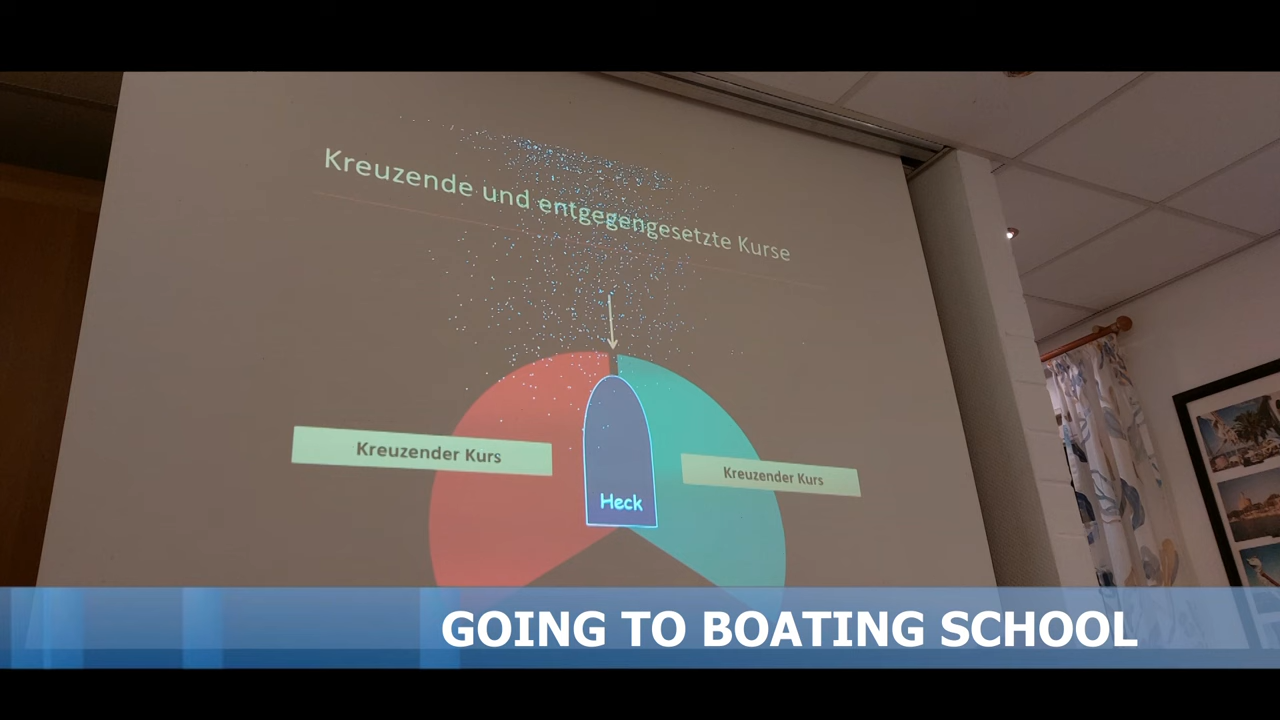 Kreuzende und entgegengesetzte Kurse
Kreuzender Kurs
Kreuzender Kurs
Heck
GOING TO BOATING SCHOOL